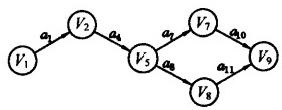 V₁
a₁
V₂
a₄
V₅
a₇
V₇
a₁₀
V₉
a₈
V₈
a₁₁